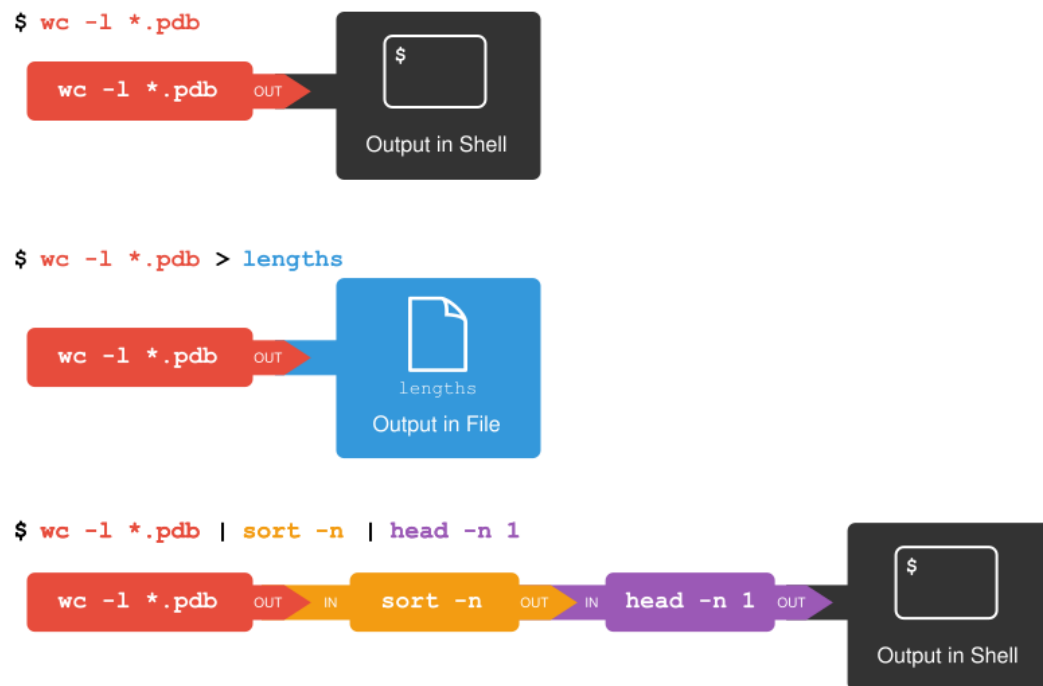 $ wc -l *.pdb
wc -l *.pdb OUT
$
Output in Shell
$ wc -l *.pdb > lengths
wc -l *.pdb OUT
lengths
Output in File
$ wc -l *.pdb | sort -n | head -n 1
wc -l *.pdb OUT IN sort -n OUT IN head -n 1 OUT
$
Output in Shell